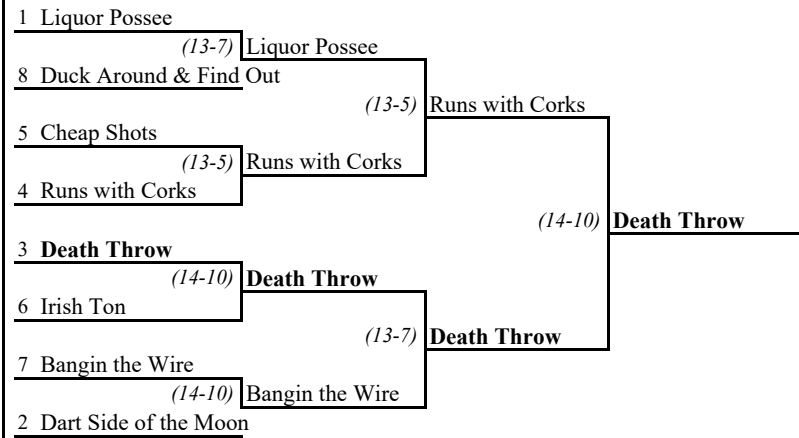 1 Liquor Possee
(13-7) Liquor Possee
8 Duck Around & Find Out
(13-5) Runs with Corks
5 Cheap Shots
(13-5) Runs with Corks
4 Runs with Corks
(14-10) Death Throw
3 Death Throw
(14-10) Death Throw
6 Irish Ton
(13-7) Death Throw
7 Bangin the Wire
(14-10) Bangin the Wire
2 Dart Side of the Moon